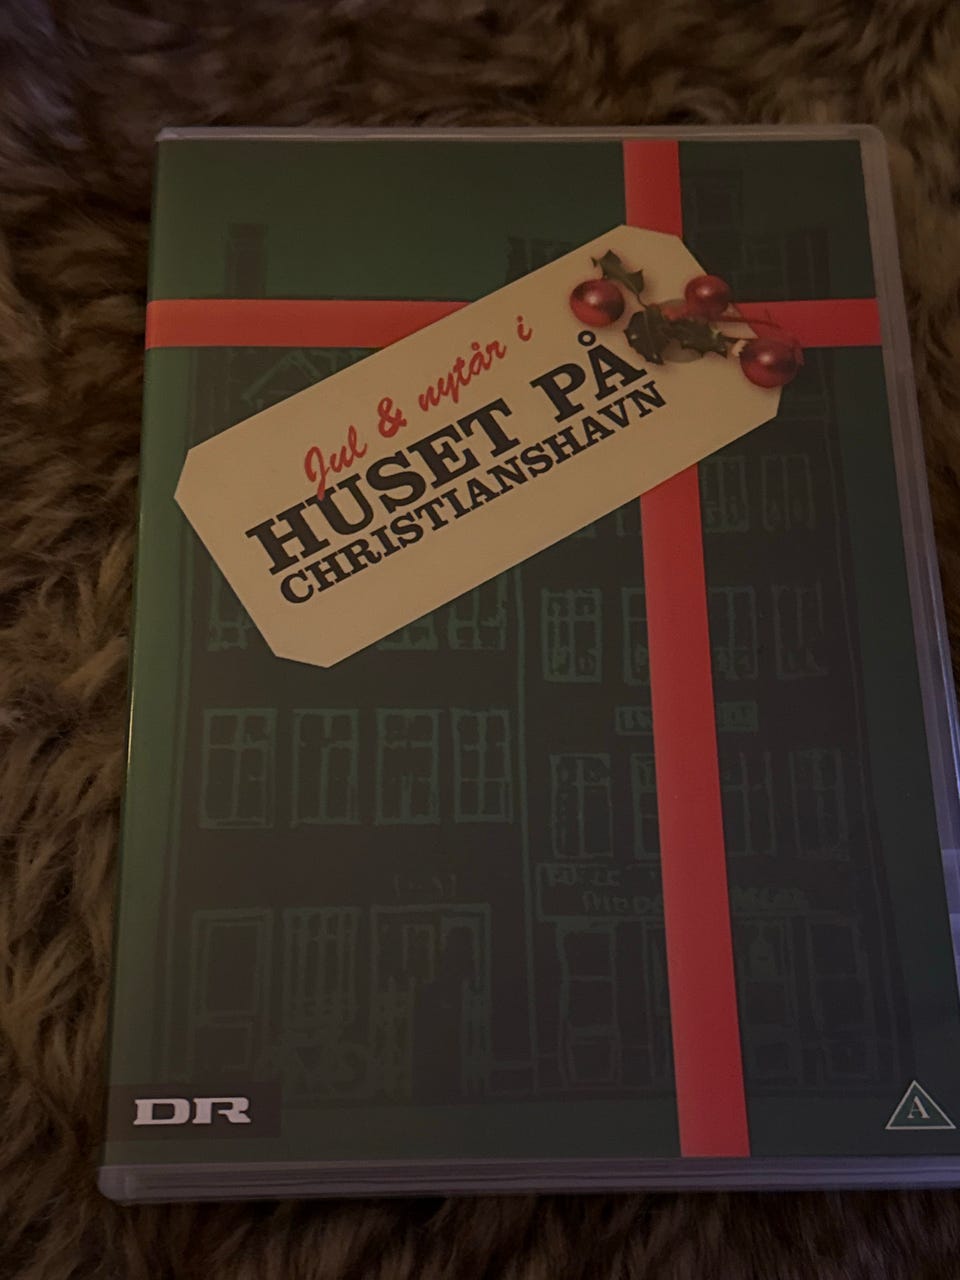 Jul & nytår i
HUSET PÅ
CHRISTIANSHAVN
DR
A